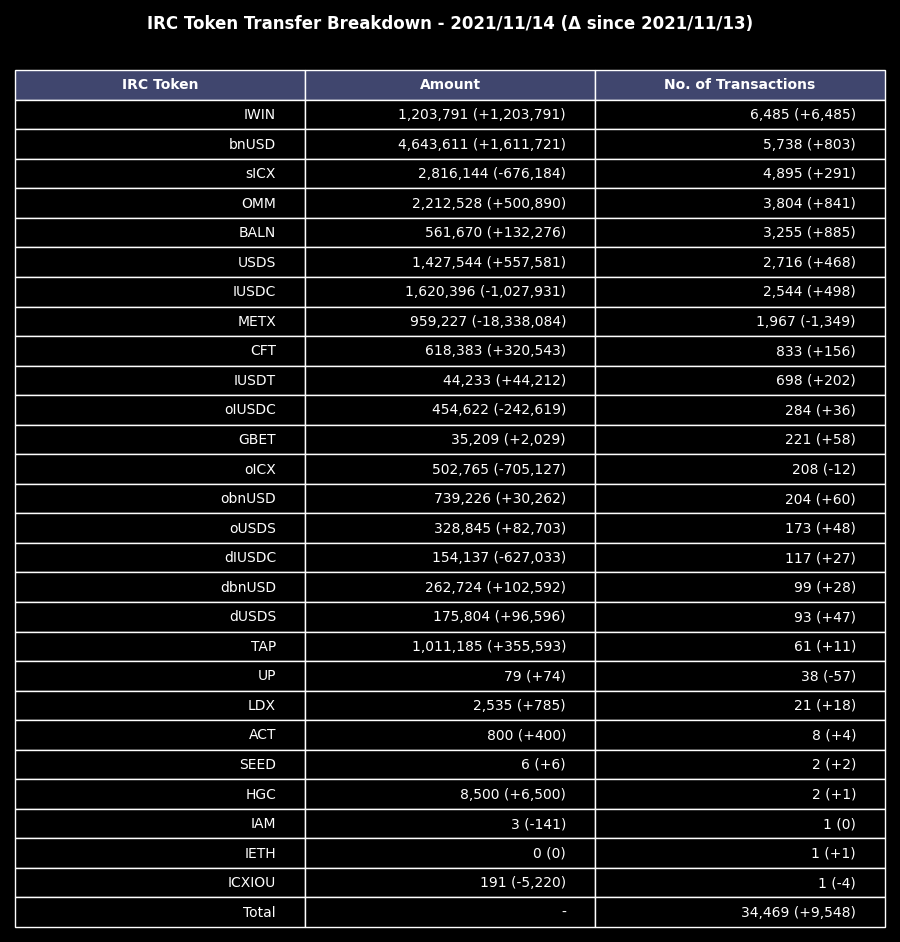 IRC Token Transfer Breakdown - 2021/11/14 (Δ since 2021/11/13)
IRC Token Amount No. of Transactions
IWIN 1,203,791 (+1,203,791) 6,485 (+6,485)
bnUSD 4,643,611 (+1,611,721) 5,738 (+803)
sICX 2,816,144 (-676,184) 4,895 (+291)
OMM 2,212,528 (+500,890) 3,804 (+841)
BALN 561,670 (+132,276) 3,255 (+885)
USDS 1,427,544 (+557,581) 2,716 (+468)
IUSDC 1,620,396 (-1,027,931) 2,544 (+498)
METX 959,227 (-18,338,084) 1,967 (-1,349)
CFT 618,383 (+320,543) 833 (+156)
IUSDT 44,233 (+44,212) 698 (+202)
oIUSDC 454,622 (-242,619) 284 (+36)
GBET 35,209 (+2,029) 221 (+58)
oICX 502,765 (-705,127) 208 (-12)
obnUSD 739,226 (+30,262) 204 (+60)
oUSDS 328,845 (+82,703) 173 (+48)
dIUSDC 154,137 (-627,033) 117 (+27)
dbnUSD 262,724 (+102,592) 99 (+28)
dUSDS 175,804 (+96,596) 93 (+47)
TAP 1,011,185 (+355,593) 61 (+11)
UP 79 (+74) 38 (-57)
LDX 2,535 (+785) 21 (+18)
ACT 800 (+400) 8 (+4)
SEED 6 (+6) 2 (+2)
HGC 8,500 (+6,500) 2 (+1)
IAM 3 (-141) 1 (0)
IETH 0 (0) 1 (+1)
ICXIOU 191 (-5,220) 1 (-4)
Total - 34,469 (+9,548)